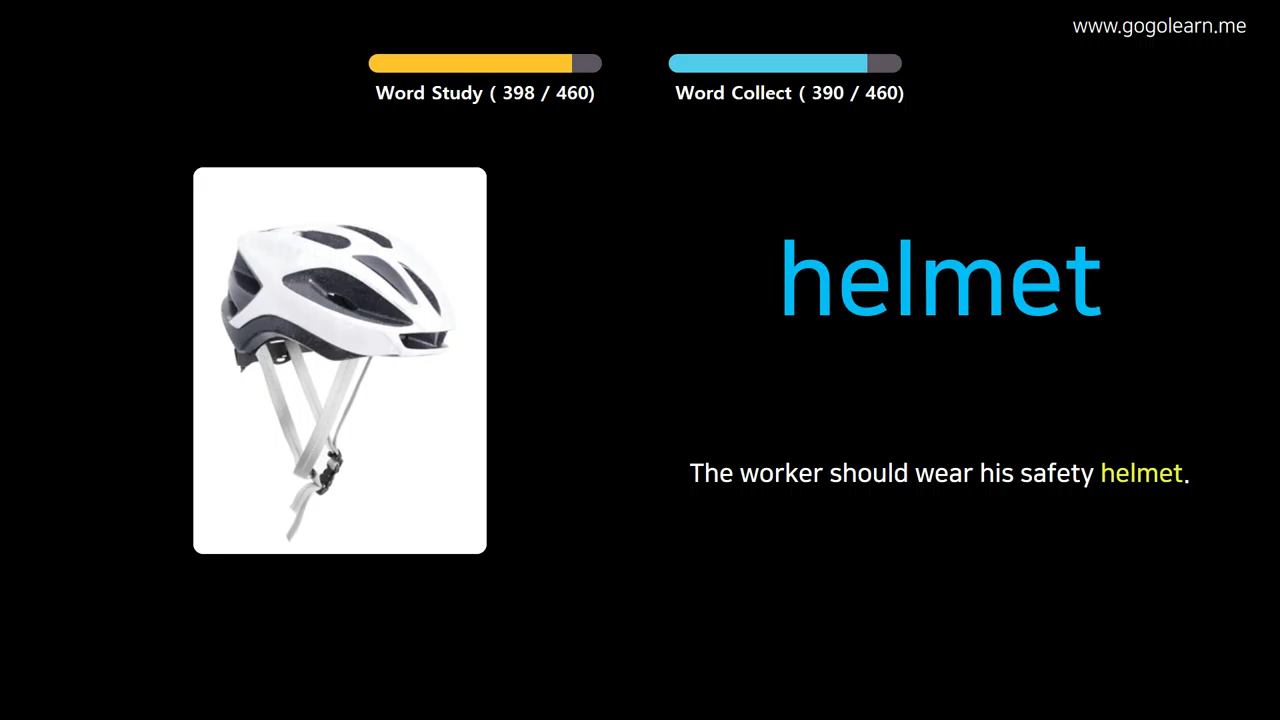 www.gogolearn.me
Word Study ( 398 / 460)
Word Collect ( 390 / 460)
helmet
The worker should wear his safety helmet.